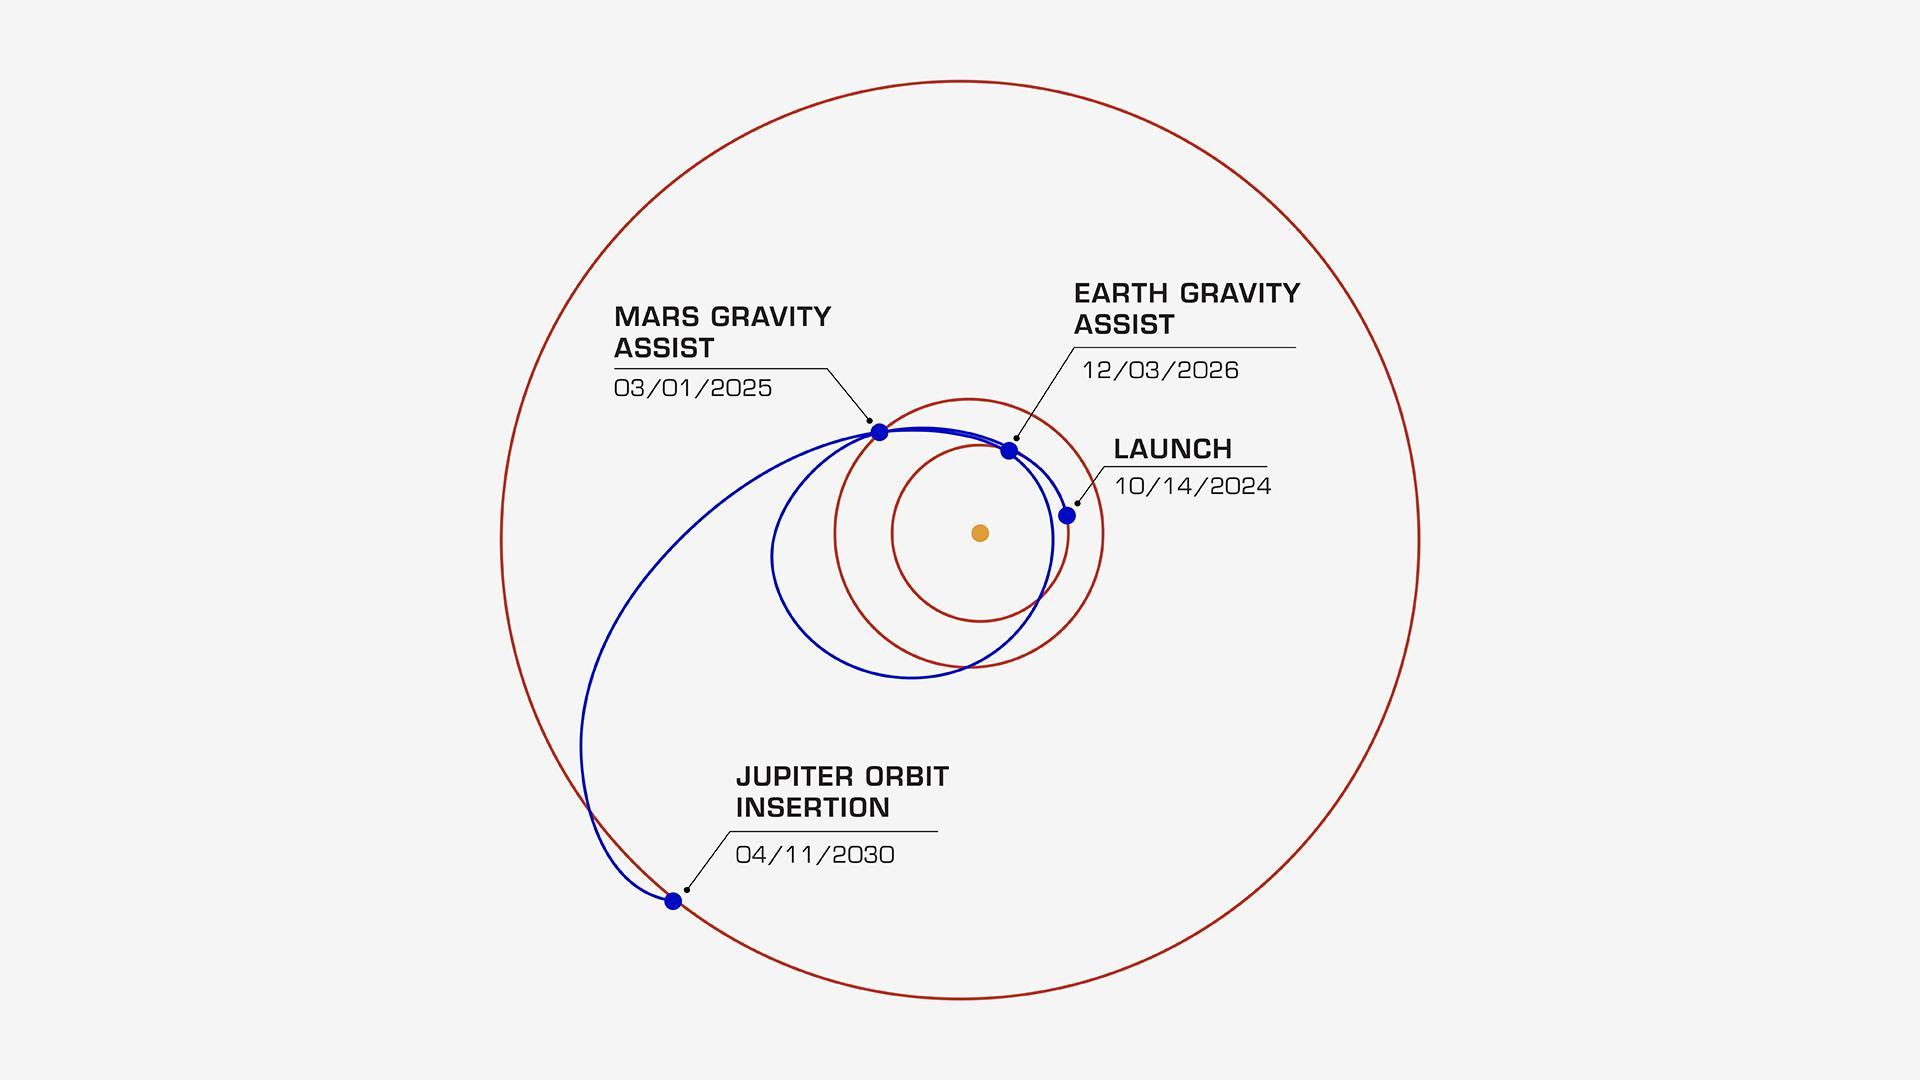 MARS GRAVITY
ASSIST
03/01/2025
EARTH GRAVITY
ASSIST
12/03/2026
LAUNCH
10/14/2024
JUPITER ORBIT
INSERTION
04/11/2030